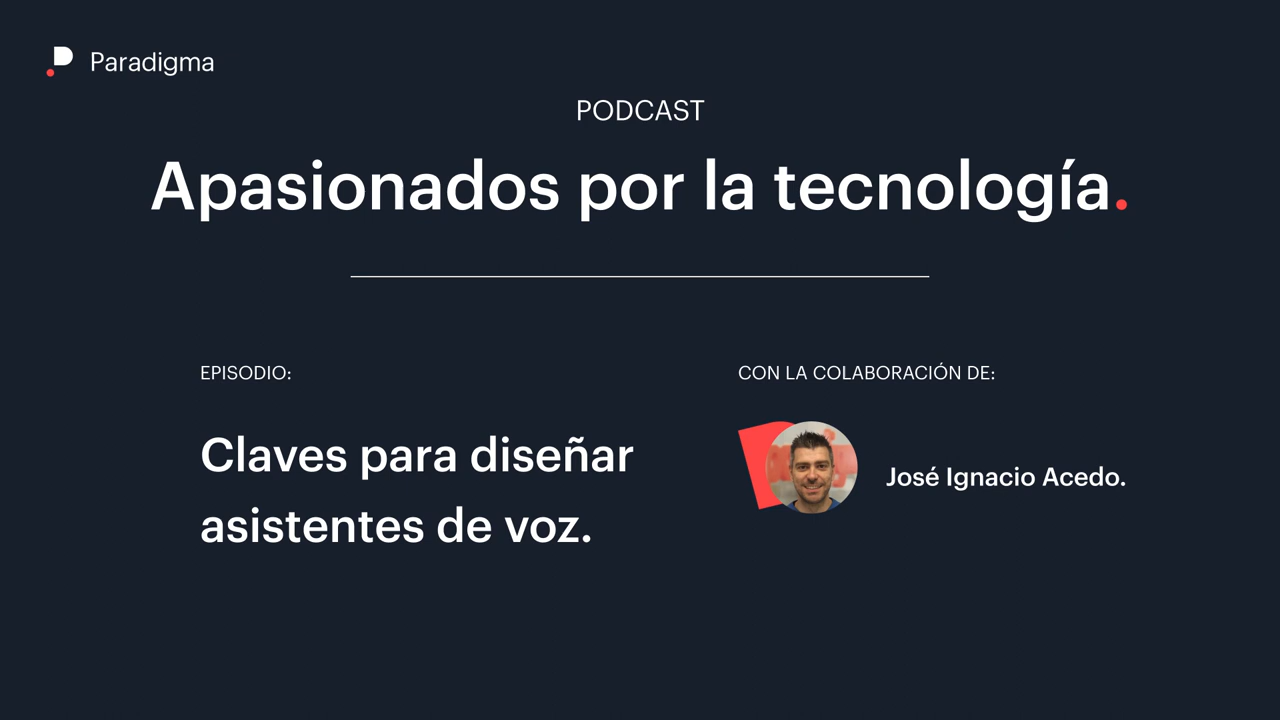 Paradigma
PODCAST
Apasionados por la tecnología.
EPISODIO:
Claves para diseñar
asistentes de voz.
CON LA COLABORACIÓN DE:
José Ignacio Acedo.